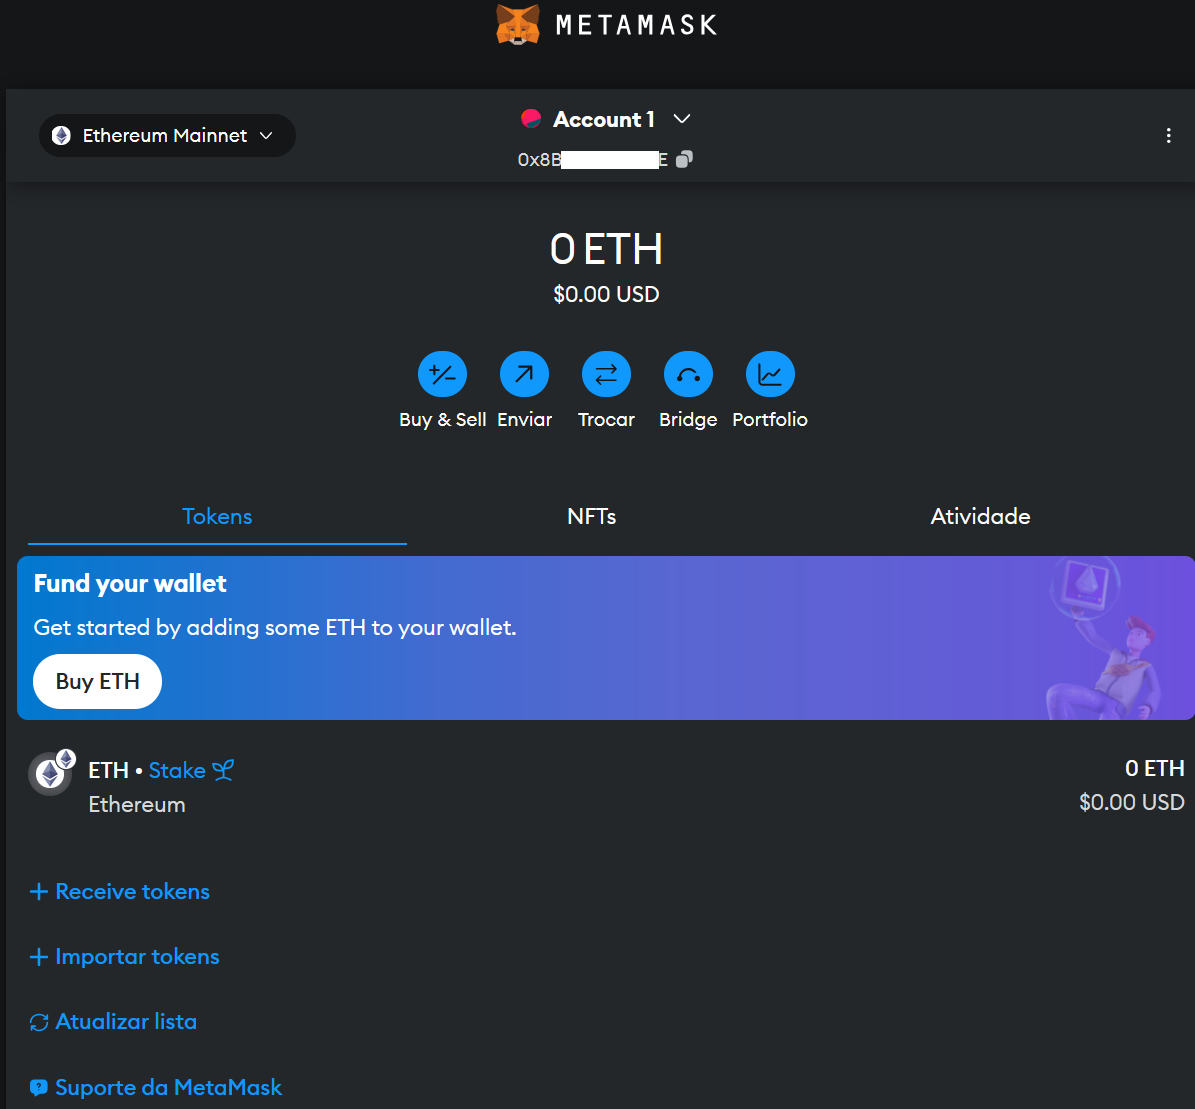 METAMASK
Ethereum Mainnet
Account 1
0x8B E
0 ETH
$0.00 USD
Buy & Sell Enviar Trocar Bridge Portfolio
Tokens NFTs Atividade
Fund your wallet
Get started by adding some ETH to your wallet.
Buy ETH
ETH • Stake
0 ETH
Ethereum
$0.00 USD
+ Receive tokens
+ Importar tokens
Atualizar lista
Suporte da MetaMask